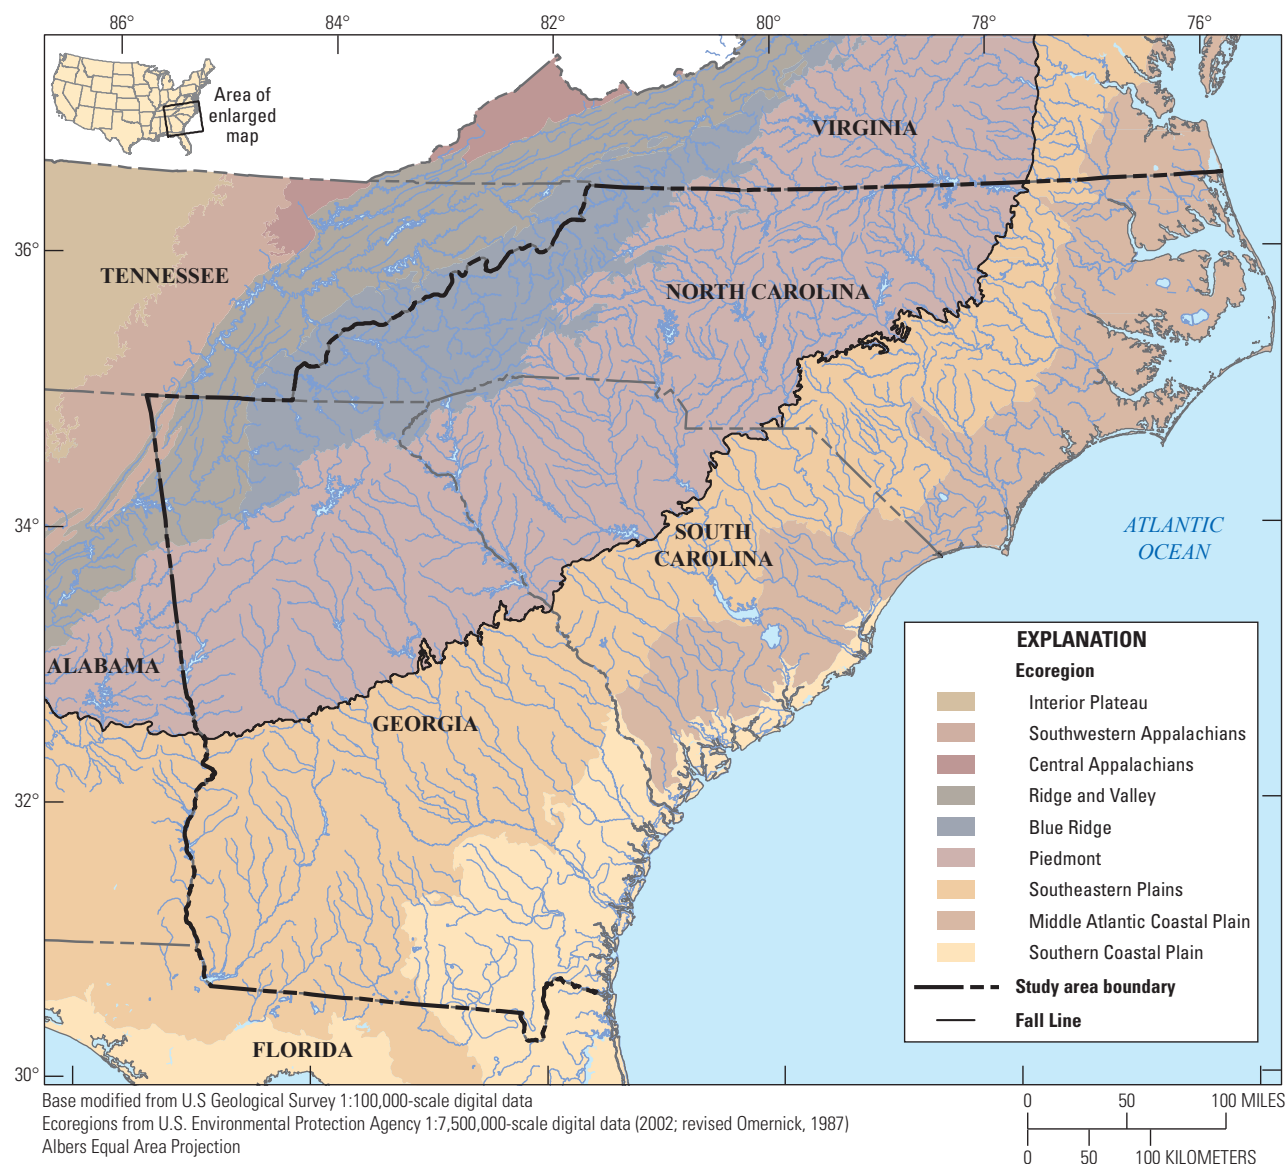 86°
84°
82°
80°
78°
76°
Area of
enlarged
map
VIRGINIA
36°
TENNESSEE
NORTH CAROLINA
34°
ATLANTIC
OCEAN
SOUTH
CAROLINA
ALABAMA
GEORGIA
32°
FLORIDA
30°
EXPLANATION
Ecoregion
Interior Plateau
Southwestern Appalachians
Central Appalachians
Ridge and Valley
Blue Ridge
Piedmont
Southeastern Plains
Middle Atlantic Coastal Plain
Southern Coastal Plain
Study area boundary
Fall Line
Base modified from U.S Geological Survey 1:100,000-scale digital data
Ecoregions from U.S. Environmental Protection Agency 1:7,500,000-scale digital data (2002; revised Omernick, 1987)
Albers Equal Area Projection
0 50 100 MILES
0 50 100 KILOMETERS